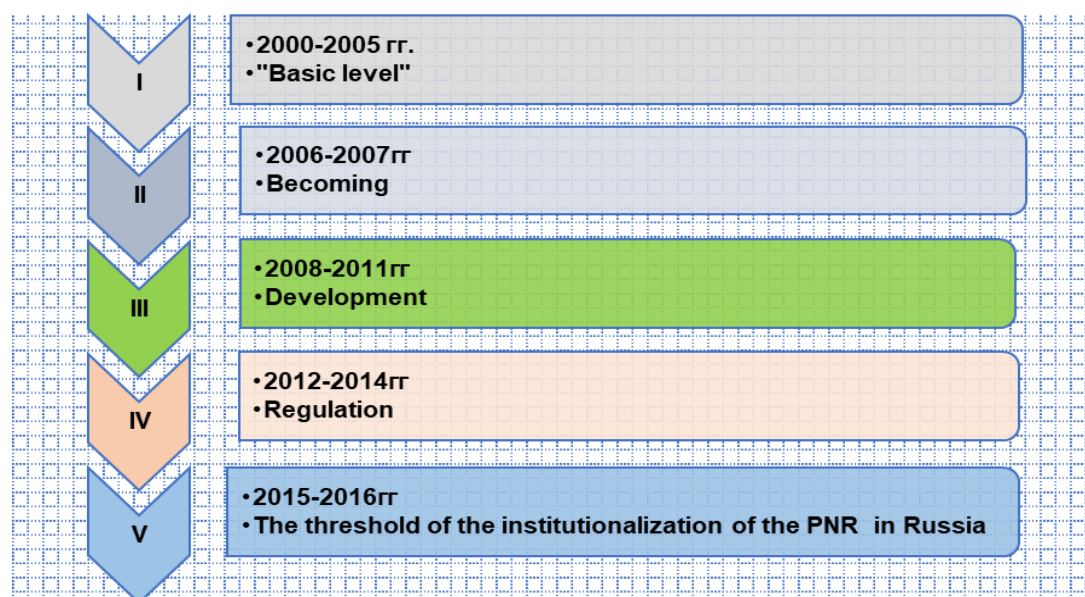 I
•2000-2005 гг.
•"Basic level"
II
•2006-2007гг
•Becoming
III
•2008-2011гг
•Development
IV
•2012-2014гг
•Regulation
V
•2015-2016гг
•The threshold of the institutionalization of the PNR in Russia